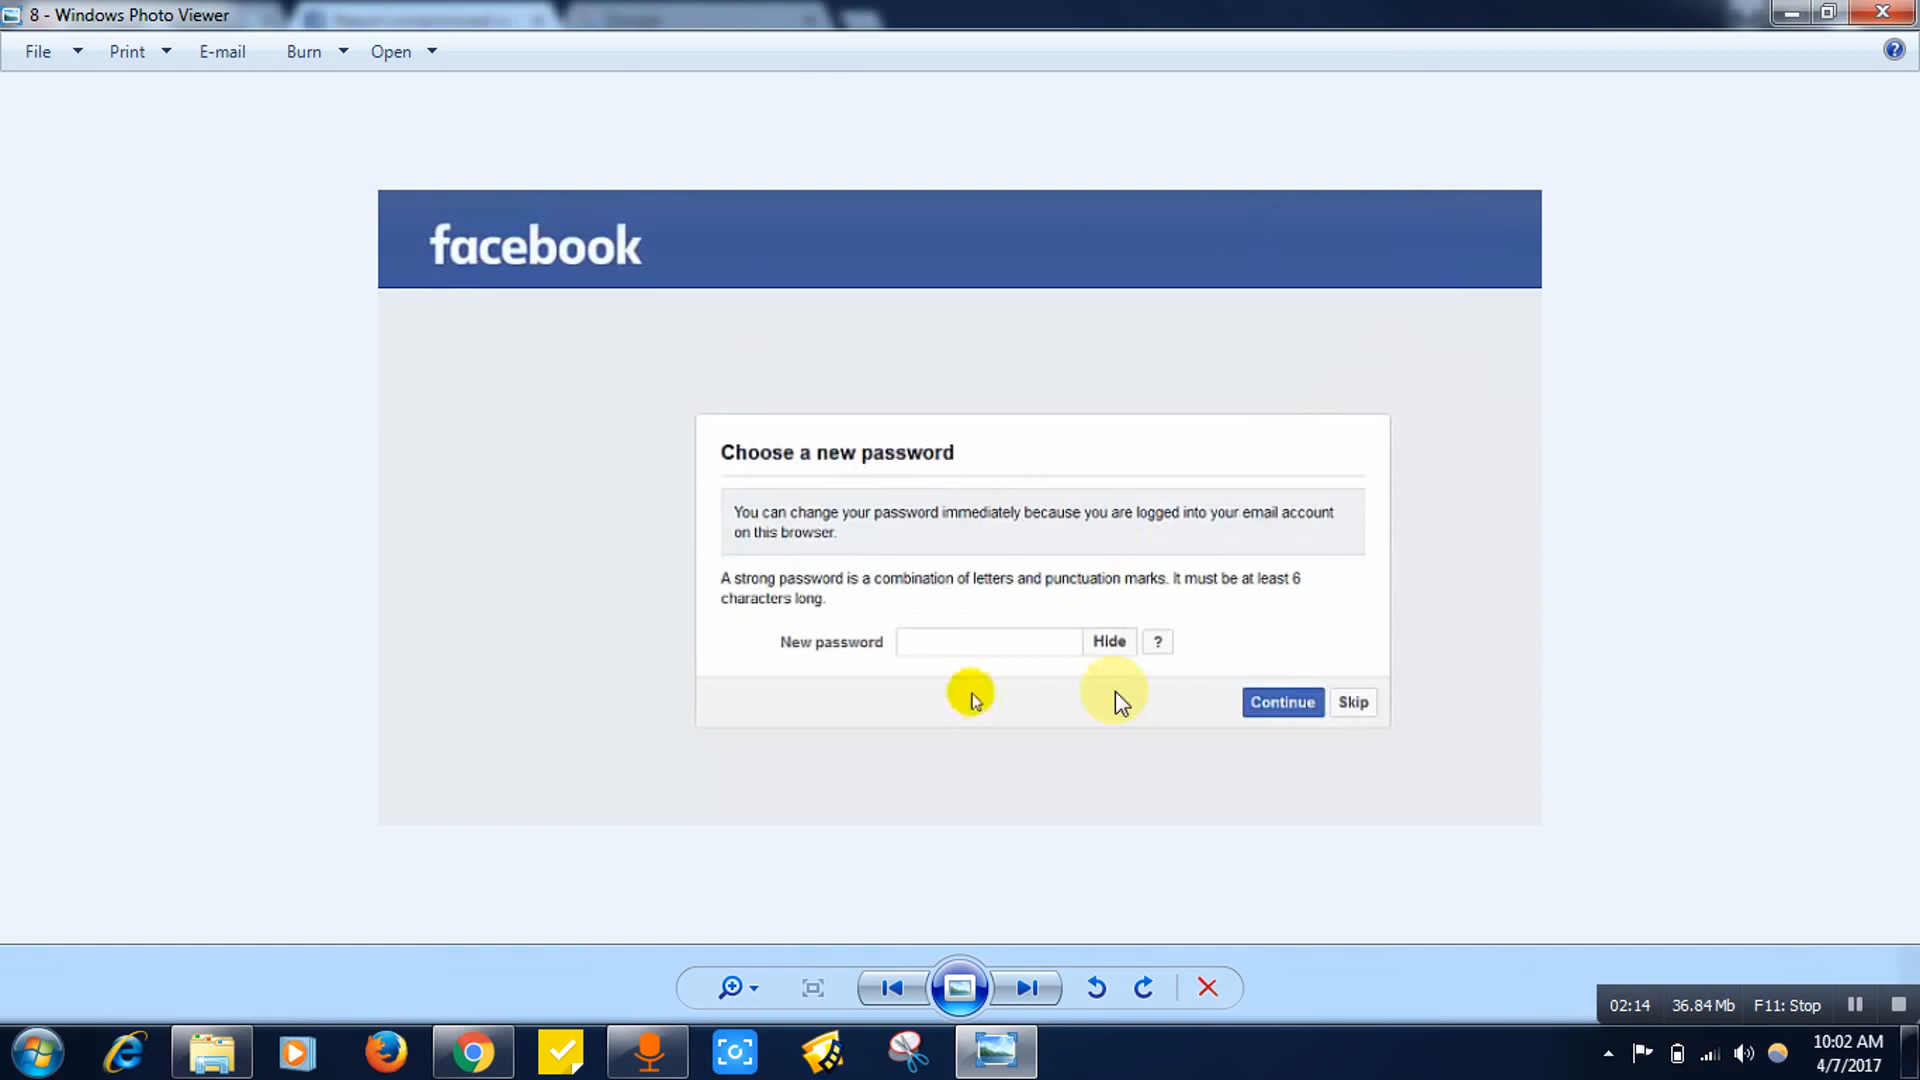 8 - Windows Photo Viewer
File Print E-mail Burn Open
facebook
Choose a new password
You can change your password immediately because you are logged into your email account
on this browser.
A strong password is a combination of letters and punctuation marks. It must be at least 6
characters long.
New password Hide ?
Continue Skip
02:14 36.84 Mb F11: Stop
10:02 AM
4/7/2017